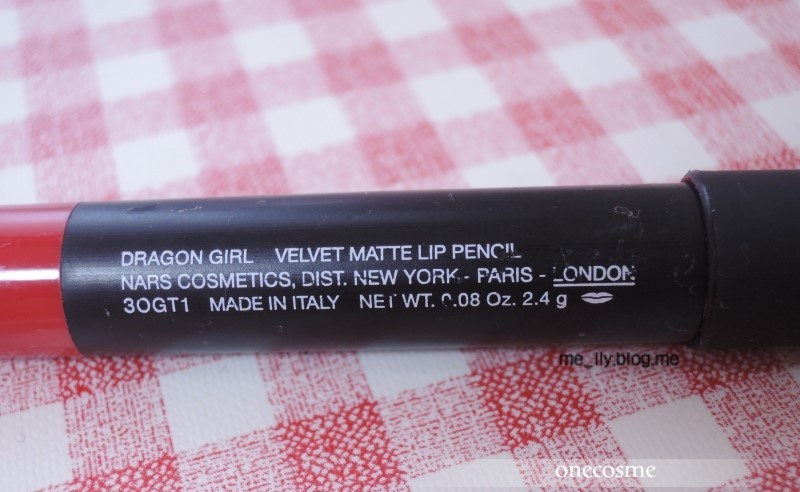 DRAGON GIRL VELVET MATTE LIP PENCIL
NARS COSMETICS, DIST. NEW YORK - PARIS - LONDON
3OGT1 MADE IN ITALY NET WT. 0.08 Oz. 2.4 g
me_lly.blog.me
onecosme